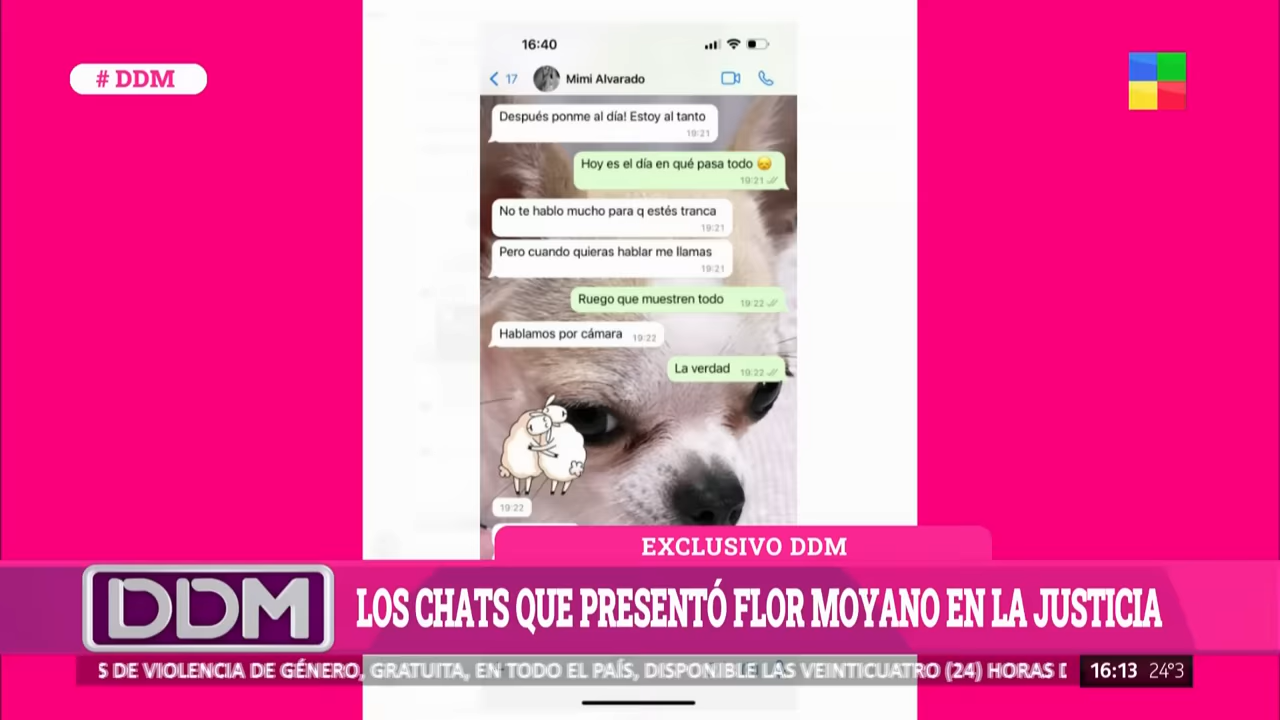 # DDM
16:40
17
Mimi Alvarado
Después ponme al día! Estoy al tanto
19:21
Hoy es el día en qué pasa todo 😞
19:21
No te hablo mucho para q estés tranca
19:21
Pero cuando quieras hablar me llamas
19:21
Ruego que muestren todo 19:22
Hablamos por cámara 19:22
La verdad 19:22
19:22
EXCLUSIVO DDM
DDM
LOS CHATS QUE PRESENTÓ FLOR MOYANO EN LA JUSTICIA
S DE VIOLENCIA DE GÉNERO, GRATUITA, EN TODO EL PAÍS, DISPONIBLE LAS VEINTICUATRO (24) HORAS D
16:13 24°3